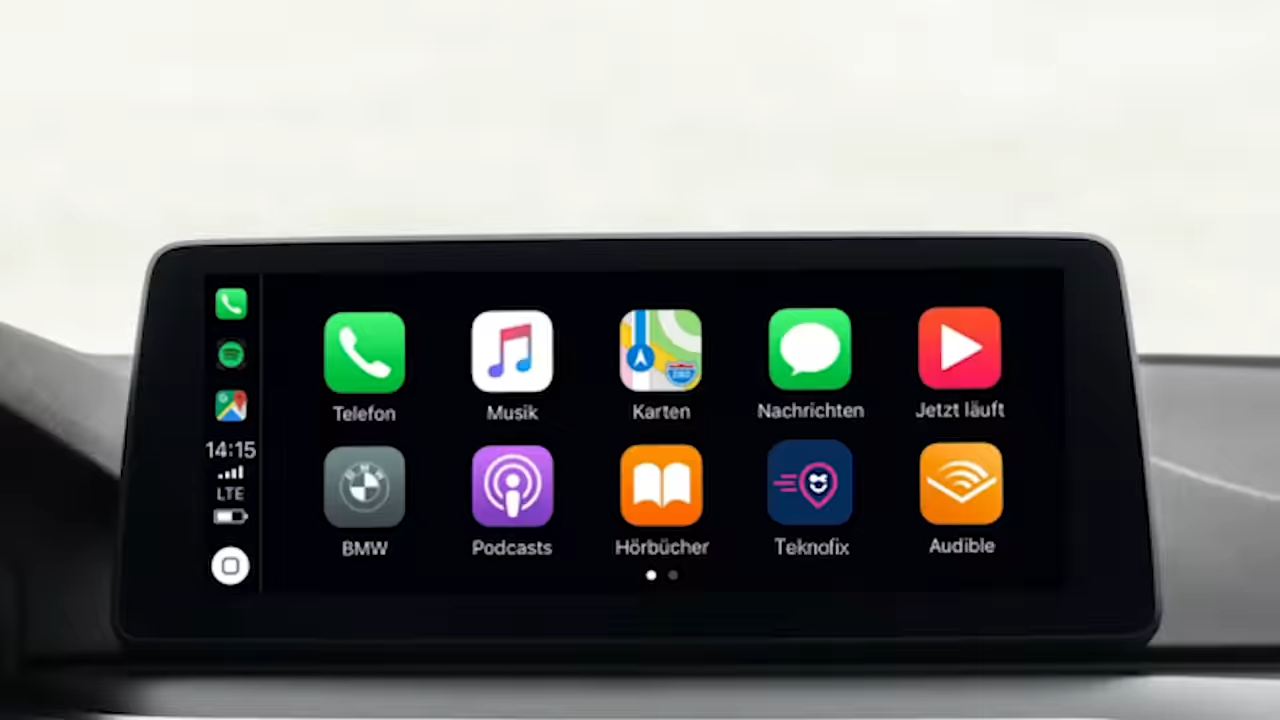 14:15
LTE
Telefon
Musik
Karten
Nachrichten
Jetzt läuft
BMW
Podcasts
Hörbücher
Teknofix
Audible